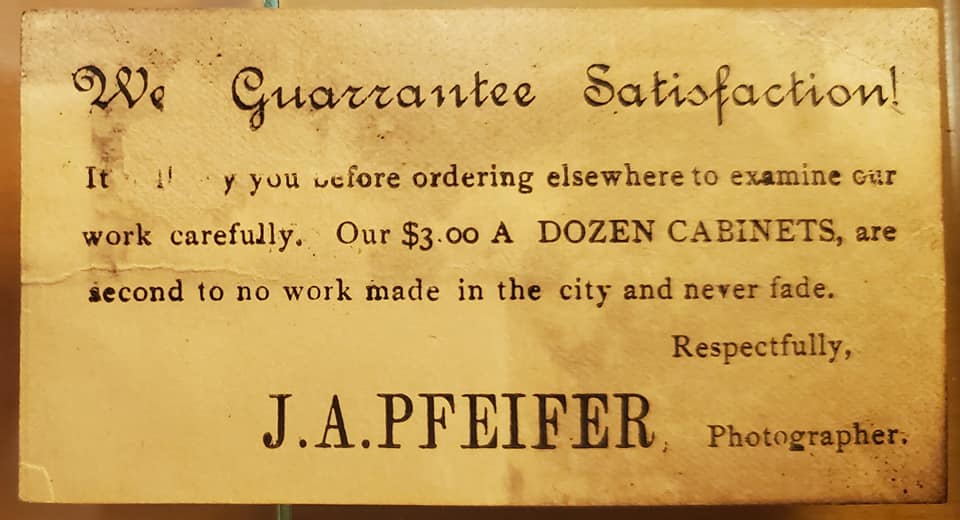 We Guarrantee Satisfaction!
It you before ordering elsewhere to examine our
work carefully. Our $3.00 A DOZEN CABINETS, are
second to no work made in the city and never fade.
Respectfully,
J.A.PFEIFER, Photographer.